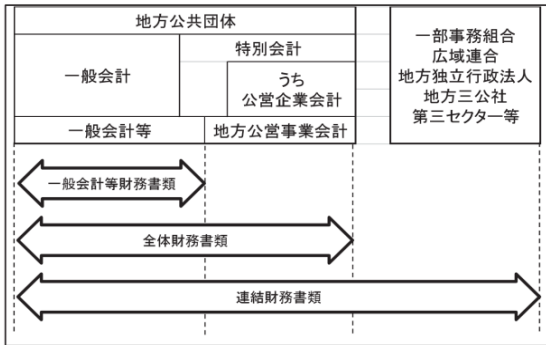 地方公共団体
一般会計
特別会計
うち
公営企業会計
一般会計等
地方公営事業会計
一部事務組合
広域連合
地方独立行政法人
地方三公社
第三セクター等
一般会計等財務書類
全体財務書類
連結財務書類